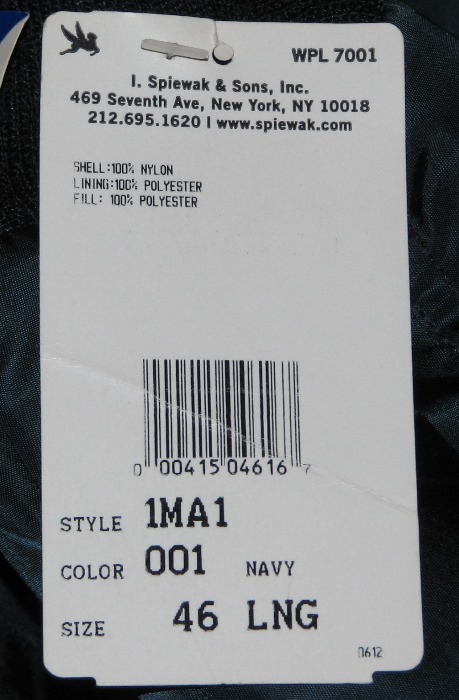 WPL 7001
I. Spiewak & Sons, Inc.
469 Seventh Ave, New York, NY 10018
212.695.1620 | www.spiewak.com
SHELL:100% NYLON
LINING:100% POLYESTER
FILL: 100% POLYESTER
0 00415 04616 7
STYLE 1MA1
COLOR 001 NAVY
SIZE 46 LNG
0612